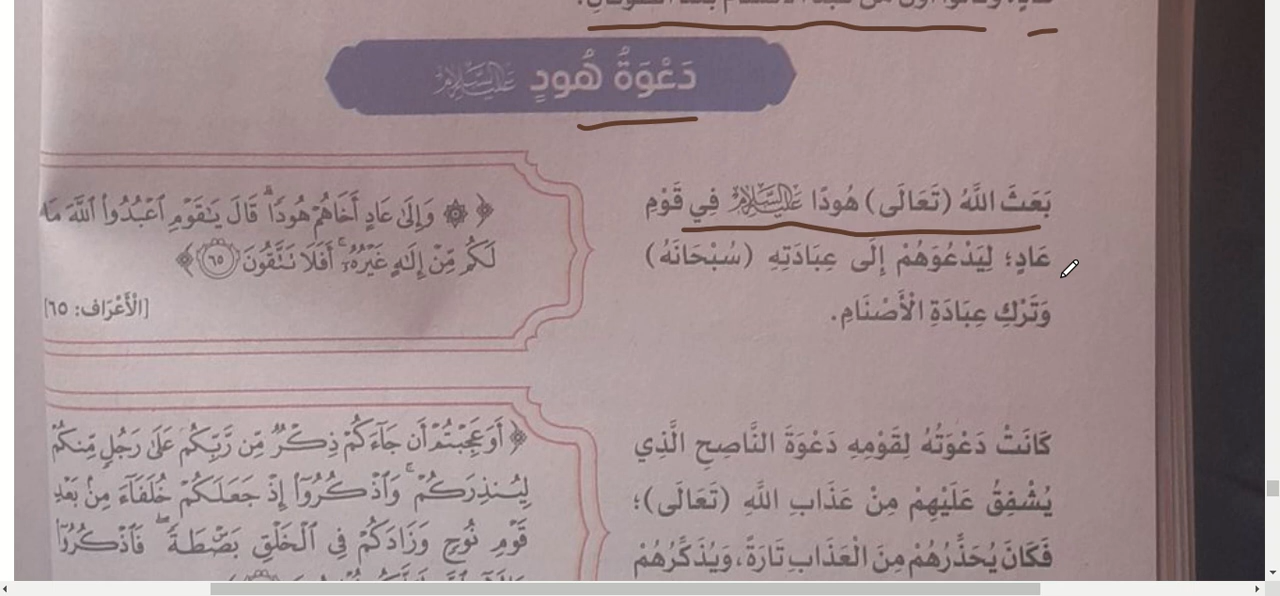 دَعْوَةُ هُودٍ عَلَيْهِ السَّلَامُ
بَعَثَ اللَّهُ (تَعَالَى) هُودًا عَلَيْهِ السَّلَامُ فِي قَوْمِ
عَادٍ؛ لِيَدْعُوَهُمْ إِلَى عِبَادَتِهِ (سُبْحَانَهُ)
وَتَرْكِ عِبَادَةِ الْأَصْنَامِ.
﴿ ۞ وَإِلَىٰ عَادٍ أَخَاهُمْ هُودًاۗ قَالَ يَٰقَوْمِ ٱعْبُدُوا۟ ٱللَّهَ مَا
لَكُم مِّنْ إِلَٰهٍ غَيْرُهُۥٓۚ أَفَلَا تَتَّقُونَ ٦٥ ﴾
[الْأَعْرَاف: ٦٥]
كَانَتْ دَعْوَتُهُ لِقَوْمِهِ دَعْوَةَ النَّاصِحِ الَّذِي
يُشْفِقُ عَلَيْهِمْ مِنْ عَذَابِ اللَّهِ (تَعَالَى)؛
فَكَانَ يُحَذِّرُهُمْ مِنَ الْعَذَابِ تَارَةً، وَيُذَكِّرُهُمْ
﴿ أَوَعَجِبْتُمْ أَن جَآءَكُمْ ذِكْرٌ مِّن رَّبِّكُمْ عَلَىٰ رَجُلٍ مِّنكُمْ
لِيُنذِرَكُمْۚ وَٱذْكُرُوٓا۟ إِذْ جَعَلَكُمْ خُلَفَآءَ مِنۢ بَعْدِ
قَوْمِ نُوحٍ وَزَادَكُمْ فِى ٱلْخَلْقِ بَصْۜطَةًۖ فَٱذْكُرُوٓا۟